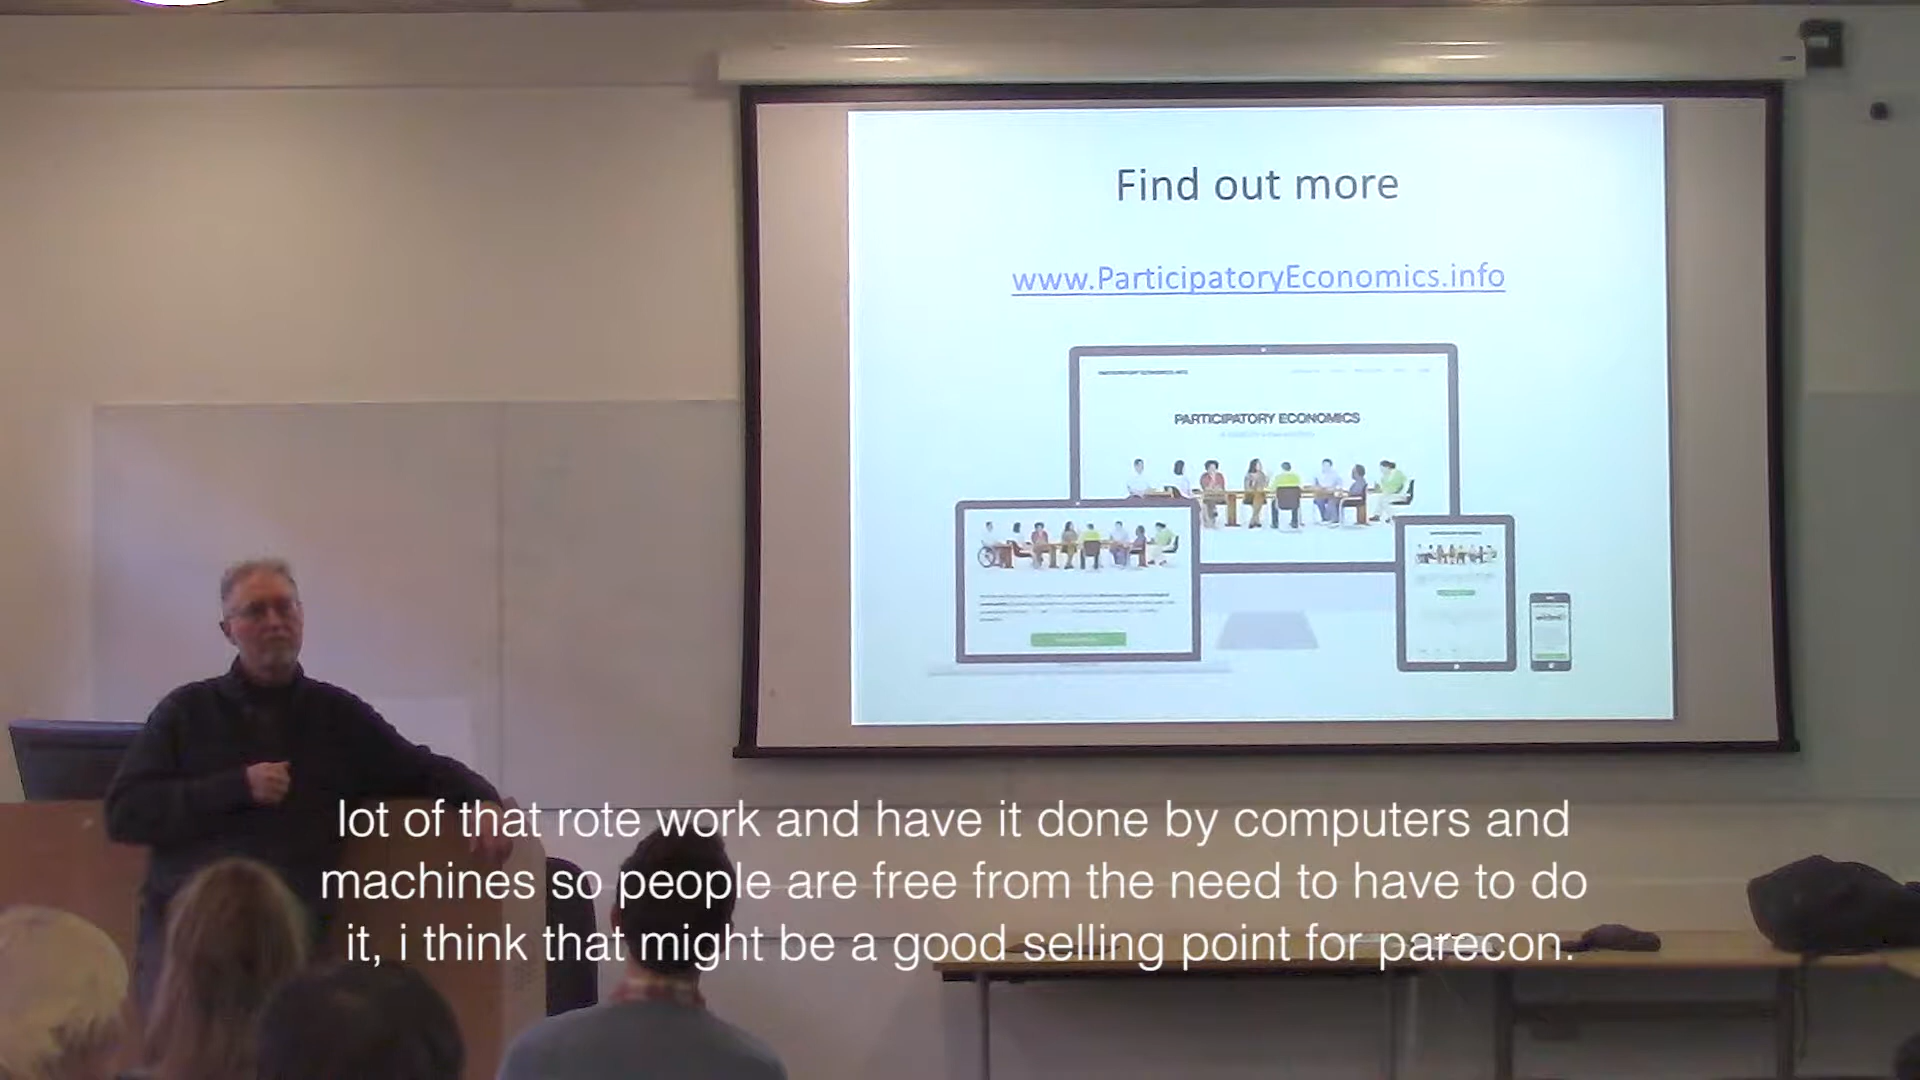 Find out more
www.ParticipatoryEconomics.info
PARTICIPATORY ECONOMICS
lot of that rote work and have it done by computers and
machines so people are free from the need to have to do
it, i think that might be a good selling point for parecon.